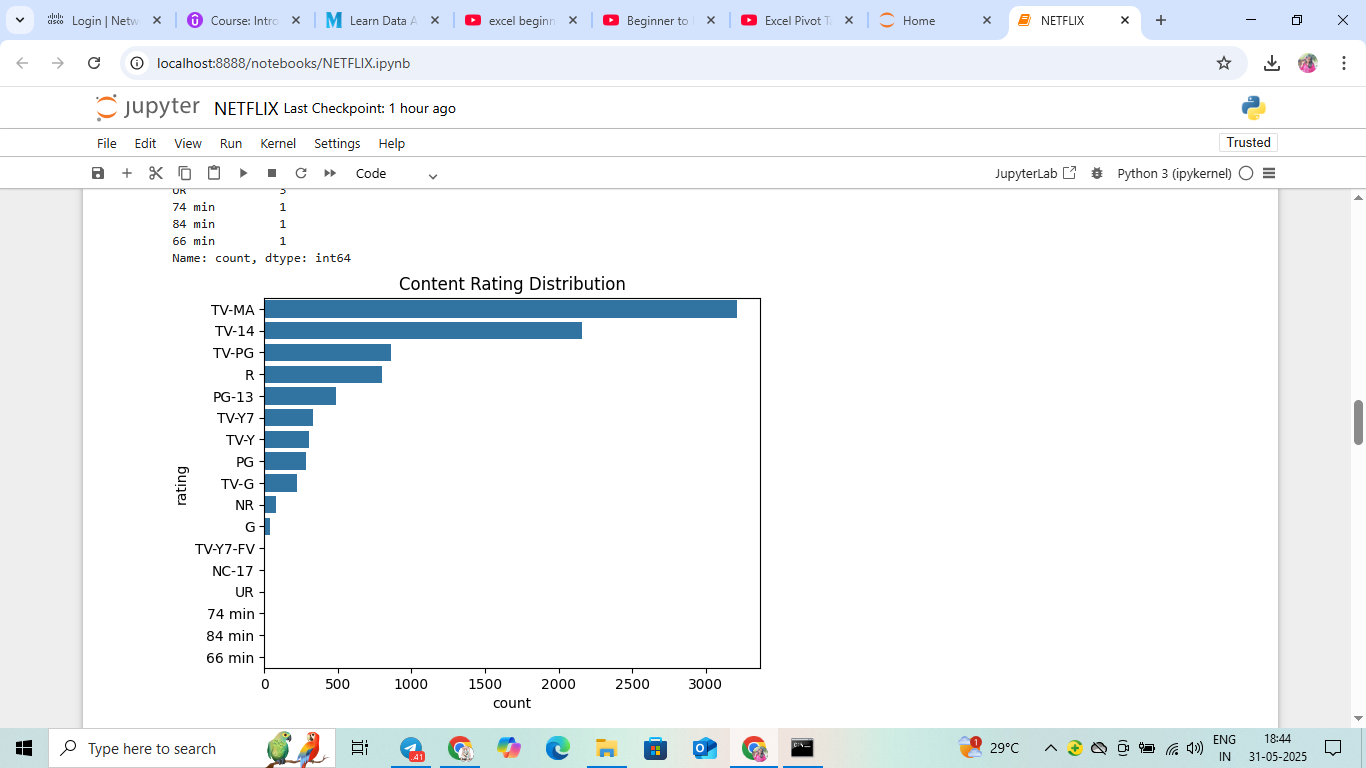 Login | Netw
Course: Intro
Learn Data A
excel beginn
Beginner to
Excel Pivot T
Home
NETFLIX
localhost:8888/notebooks/NETFLIX.ipynb
jupyter NETFLIX Last Checkpoint: 1 hour ago
File Edit View Run Kernel Settings Help
Trusted
Code
JupyterLab
Python 3 (ipykernel)
UR 3
74 min 1
84 min 1
66 min 1
Name: count, dtype: int64
Content Rating Distribution
TV-MA
TV-14
TV-PG
R
PG-13
TV-Y7
TV-Y
PG
TV-G
NR
G
TV-Y7-FV
NC-17
UR
74 min
84 min
66 min
rating
0 500 1000 1500 2000 2500 3000
count
Type here to search
29°C
ENG
IN
18:44
31-05-2025